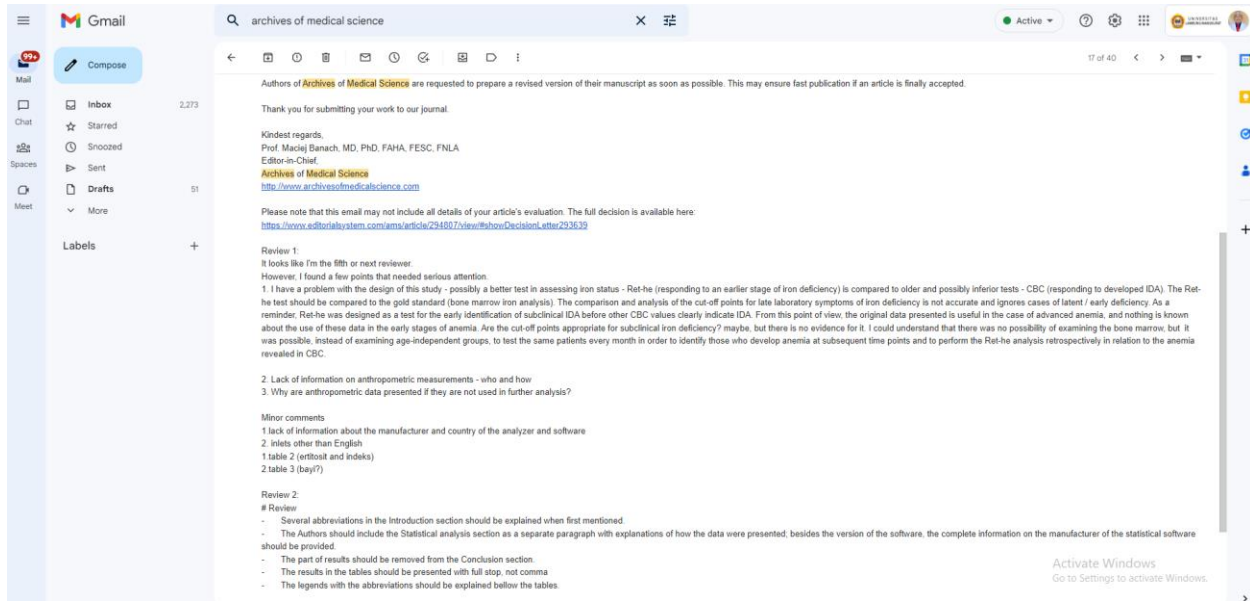 Gmail
archives of medical science
Active
99+
Mail
Compose
17 of 40
Chat
Spaces
Meet
Inbox 2,273
Starred
Snoozed
Sent
Drafts 51
More
Labels
Authors of Archives of Medical Science are requested to prepare a revised version of their manuscript as soon as possible. This may ensure fast publication if an article is finally accepted.
Thank you for submitting your work to our journal.
Kindest regards,
Prof. Maciej Banach, MD, PhD, FAHA, FESC, FNLA
Editor-in-Chief,
Archives of Medical Science
http://www.archivesofmedicalscience.com
Please note that this email may not include all details of your article's evaluation. The full decision is available here:
https://www.editorialsystem.com/ams/article/294807/view/#showDecisionLetter293639
Review 1:
It looks like I'm the fifth or next reviewer.
However, I found a few points that needed serious attention.
1. I have a problem with the design of this study - possibly a better test in assessing iron status - Ret-he (responding to an earlier stage of iron deficiency) is compared to older and possibly inferior tests - CBC (responding to developed IDA). The Ret-
he test should be compared to the gold standard (bone marrow iron analysis). The comparison and analysis of the cut-off points for late laboratory symptoms of iron deficiency is not accurate and ignores cases of latent / early deficiency. As a
reminder, Ret-he was designed as a test for the early identification of subclinical IDA before other CBC values clearly indicate IDA. From this point of view, the original data presented is useful in the case of advanced anemia, and nothing is known
about the use of these data in the early stages of anemia. Are the cut-off points appropriate for subclinical iron deficiency? maybe, but there is no evidence for it. I could understand that there was no possibility of examining the bone marrow, but it
was possible, instead of examining age-independent groups, to test the same patients every month in order to identify those who develop anemia at subsequent time points and to perform the Ret-he analysis retrospectively in relation to the anemia
revealed in CBC.
2. Lack of information on anthropometric measurements - who and how
3. Why are anthropometric data presented if they are not used in further analysis?
Minor comments
1.lack of information about the manufacturer and country of the analyzer and software
2. inlets other than English
1.table 2 (ertitosit and indeks)
2.table 3 (bayi?)
Review 2:
# Review
- Several abbreviations in the Introduction section should be explained when first mentioned.
- The Authors should include the Statistical analysis section as a separate paragraph with explanations of how the data were presented; besides the version of the software, the complete information on the manufacturer of the statistical software
should be provided.
- The part of results should be removed from the Conclusion section.
- The results in the tables should be presented with full stop, not comma
- The legends with the abbreviations should be explained bellow the tables.
Activate Windows
Go to Settings to activate Windows.